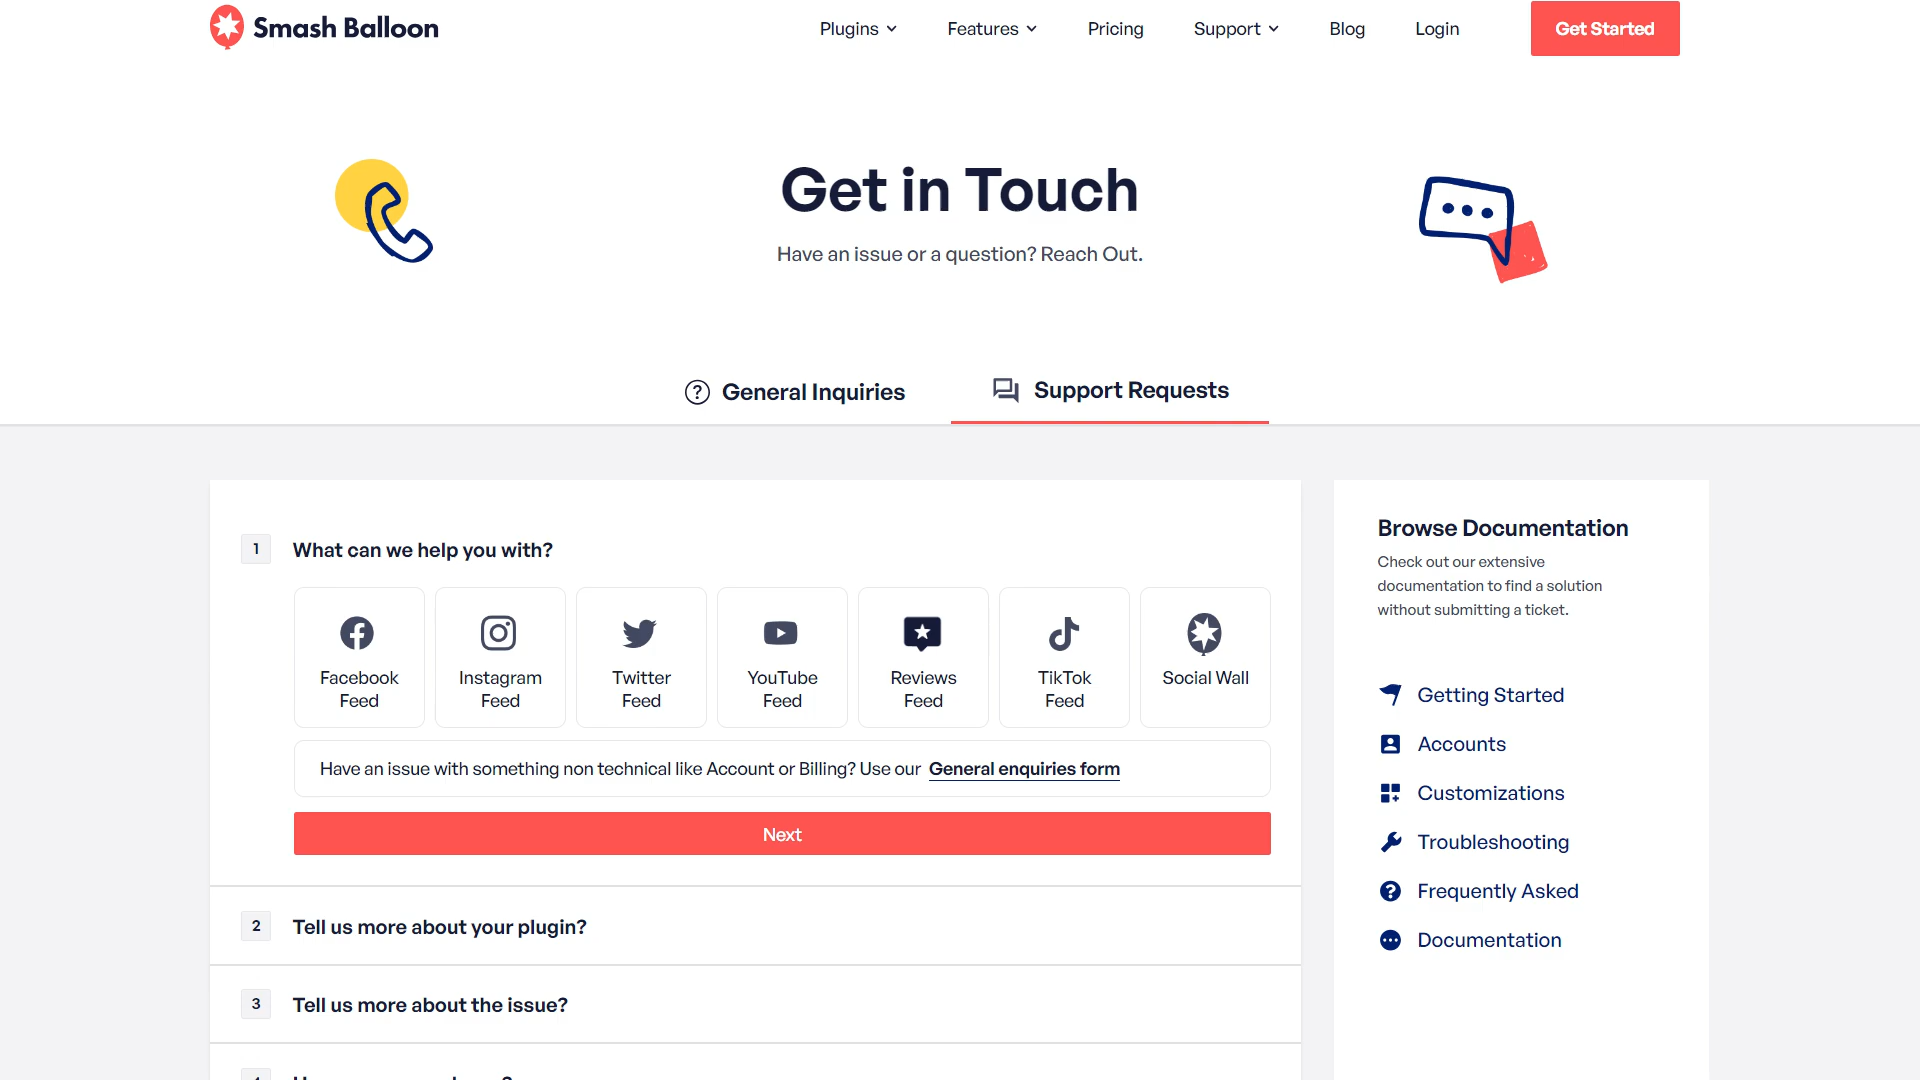 Smash Balloon
Plugins
Features
Pricing
Support
Blog
Login
Get Started
Get in Touch
Have an issue or a question? Reach Out.
General Inquiries
Support Requests
1
What can we help you with?
Facebook
Feed
Instagram
Feed
Twitter
Feed
YouTube
Feed
Reviews
Feed
TikTok
Feed
Social Wall
Have an issue with something non technical like Account or Billing? Use our General enquiries form
Next
2
Tell us more about your plugin?
3
Tell us more about the issue?
Browse Documentation
Check out our extensive
documentation to find a solution
without submitting a ticket.
Getting Started
Accounts
Customizations
Troubleshooting
Frequently Asked
Documentation